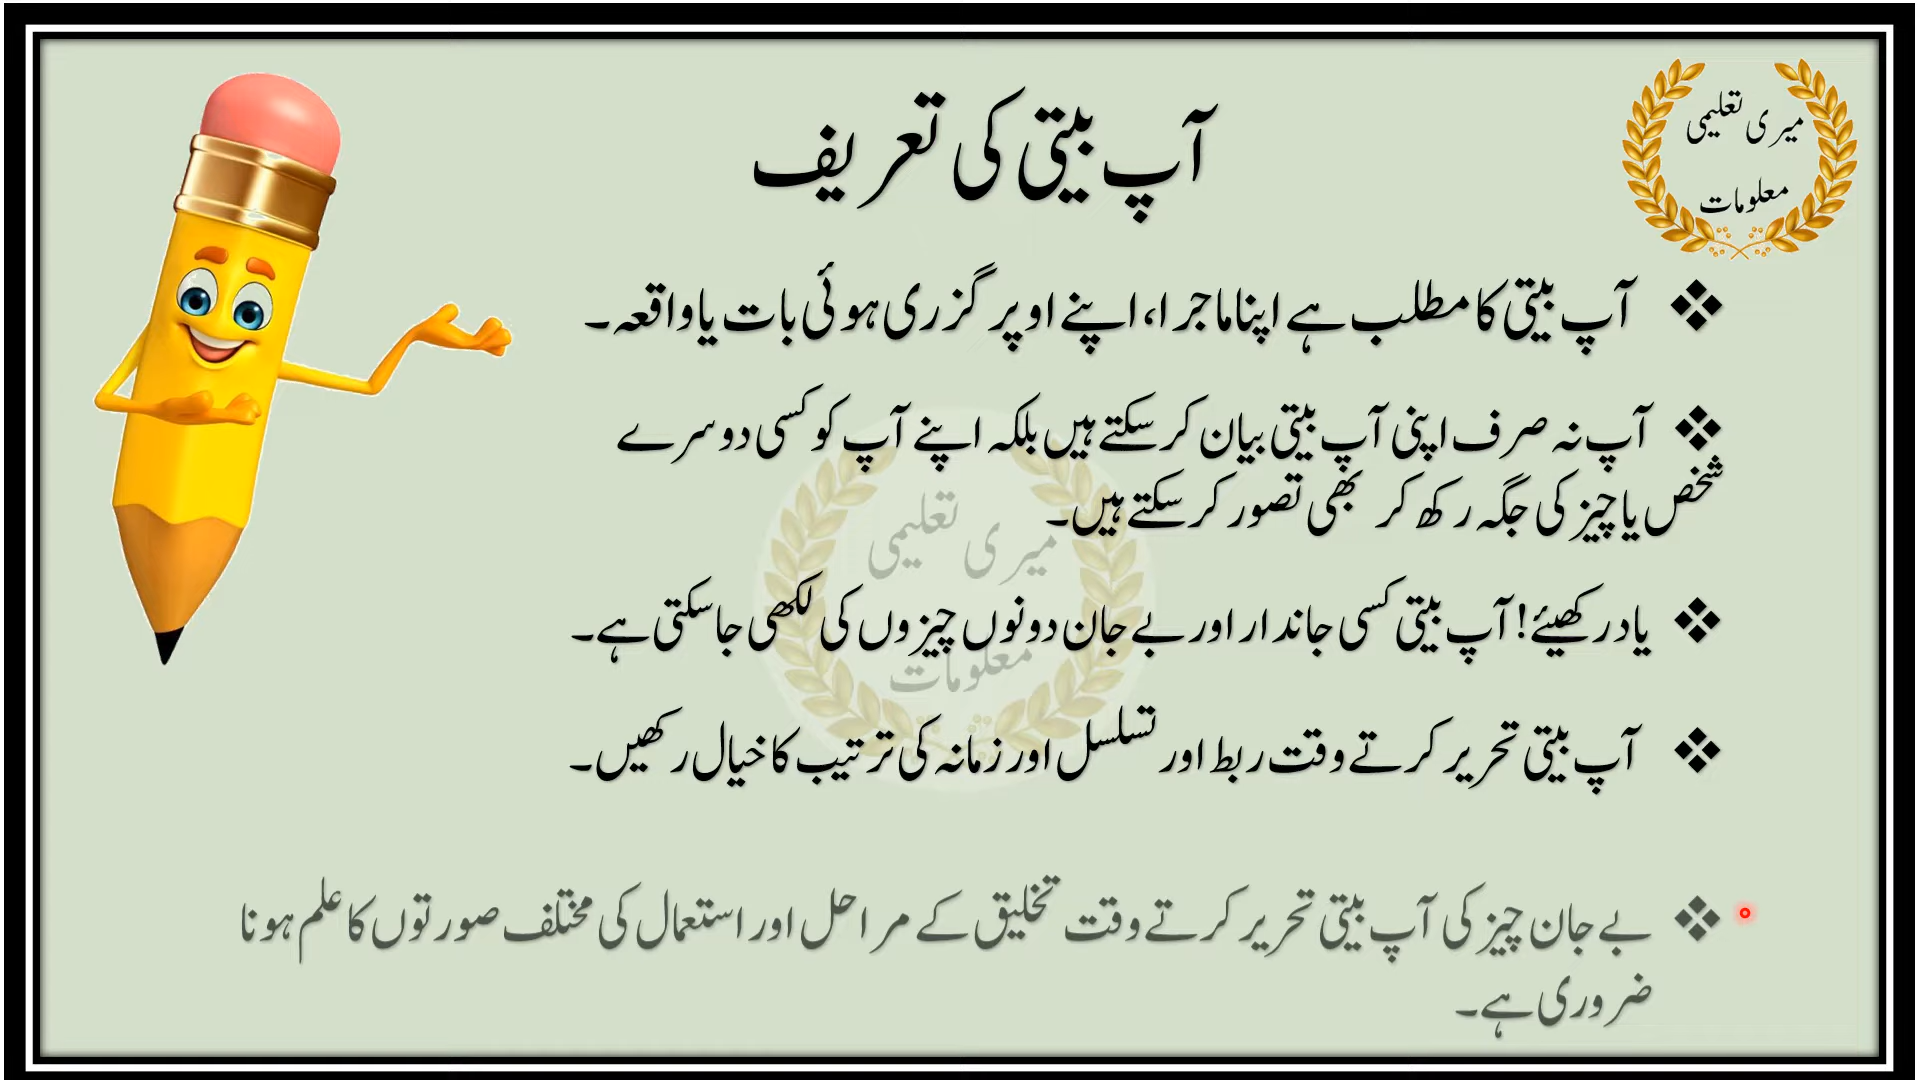 آپ بیتی کی تعریف
میری تعلیمی
معلومات
❖ آپ بیتی کا مطلب ہے اپنا ماجرا، اپنے اوپر گزری ہوئی بات یا واقعہ۔
❖ آپ نہ صرف اپنی آپ بیتی بیان کر سکتے ہیں بلکہ اپنے آپ کو کسی دوسرے
شخص یا چیز کی جگہ رکھ کر بھی تصور کر سکتے ہیں۔
میری تعلیمی
❖ یاد رکھیئے! آپ بیتی کسی جاندار اور بے جان دونوں چیزوں کی لکھی جا سکتی ہے۔
معلومات
❖ آپ بیتی تحریر کرتے وقت ربط اور تسلسل اور زمانہ کی ترتیب کا خیال رکھیں۔
❖ بے جان چیز کی آپ بیتی تحریر کرتے وقت تخلیق کے مراحل اور استعمال کی مختلف صورتوں کا علم ہونا
ضروری ہے۔